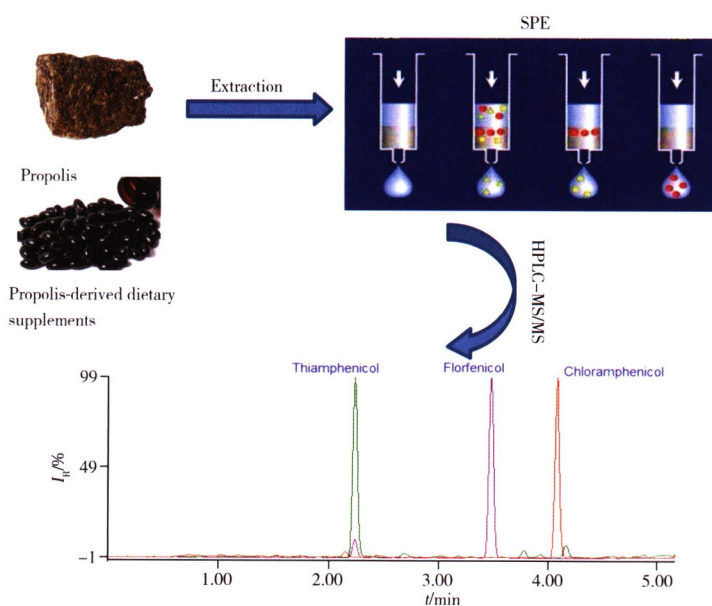 SPE
Extraction
Propolis
Propolis-derived dietary
supplements
HPLC-MS/MS
Thiamphenicol
Florfenicol
Chloramphenicol
99
49
-1
I_R/%
1.00
2.00
3.00
4.00
5.00
t/min